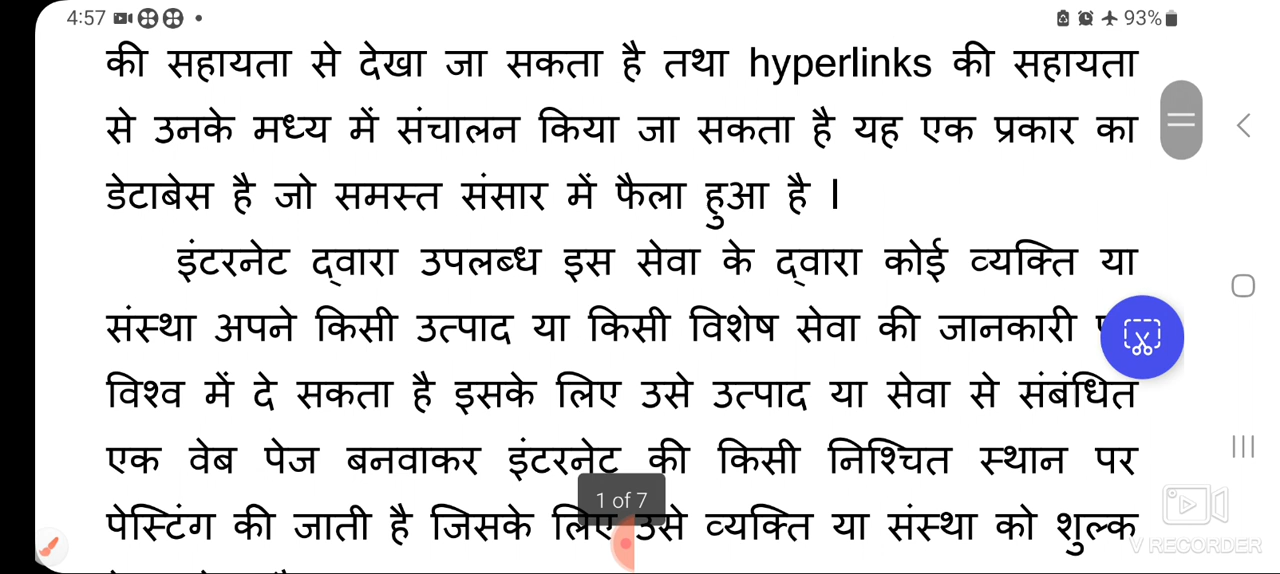 4:57
93%
की सहायता से देखा जा सकता है तथा hyperlinks की सहायता
से उनके मध्य में संचालन किया जा सकता है यह एक प्रकार का
डेटाबेस है जो समस्त संसार में फैला हुआ है l
इंटरनेट द्वारा उपलब्ध इस सेवा के द्वारा कोई व्यक्ति या
संस्था अपने किसी उत्पाद या किसी विशेष सेवा की जानकारी
विश्व में दे सकता है इसके लिए उसे उत्पाद या सेवा से संबंधित
एक वेब पेज बनवाकर इंटरनेट की किसी निश्चित स्थान पर
1 of 7
पेस्टिंग की जाती है जिसके लिए उसे व्यक्ति या संस्था को शुल्क
V RECORDER